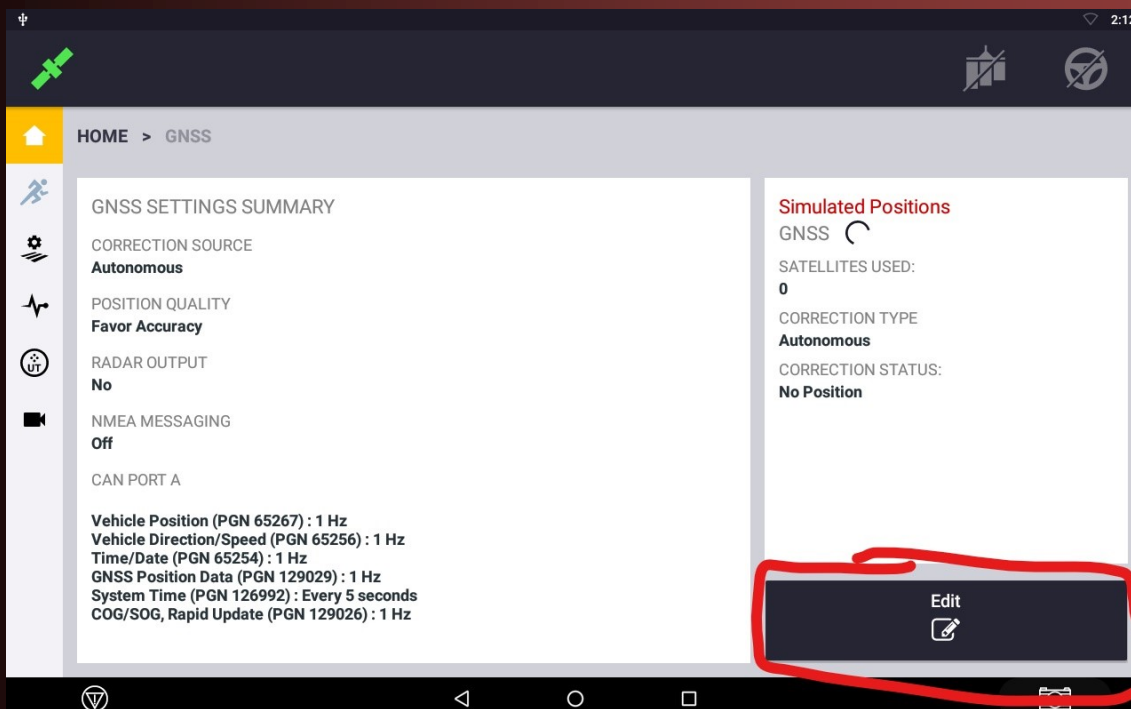 2:12
HOME > GNSS
GNSS SETTINGS SUMMARY
CORRECTION SOURCE
Autonomous
POSITION QUALITY
Favor Accuracy
RADAR OUTPUT
No
NMEA MESSAGING
Off
CAN PORT A
Vehicle Position (PGN 65267) : 1 Hz
Vehicle Direction/Speed (PGN 65256) : 1 Hz
Time/Date (PGN 65254) : 1 Hz
GNSS Position Data (PGN 129029) : 1 Hz
System Time (PGN 126992) : Every 5 seconds
COG/SOG, Rapid Update (PGN 129026) : 1 Hz
Simulated Positions
GNSS
SATELLITES USED:
0
CORRECTION TYPE
Autonomous
CORRECTION STATUS:
No Position
Edit
UT